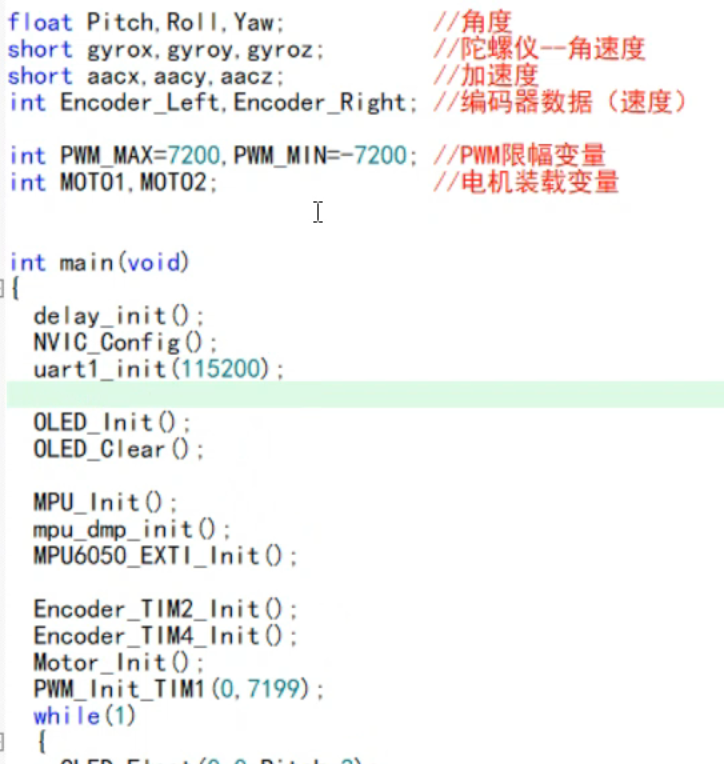 float Pitch,Roll,Yaw; //角度
short gyrox,gyroy,gyroz; //陀螺仪--角速度
short aacx,aacy,aacz; //加速度
int Encoder_Left,Encoder_Right; //编码器数据（速度）
int PWM_MAX=7200,PWM_MIN=-7200; //PWM限幅变量
int MOTO1,MOTO2; //电机装载变量
int main(void)
{
delay_init();
NVIC_Config();
uart1_init(115200);
OLED_Init();
OLED_Clear();
MPU_Init();
mpu_dmp_init();
MPU6050_EXTI_Init();
Encoder_TIM2_Init();
Encoder_TIM4_Init();
Motor_Init();
PWM_Init_TIM1(0,7199);
while(1)
{